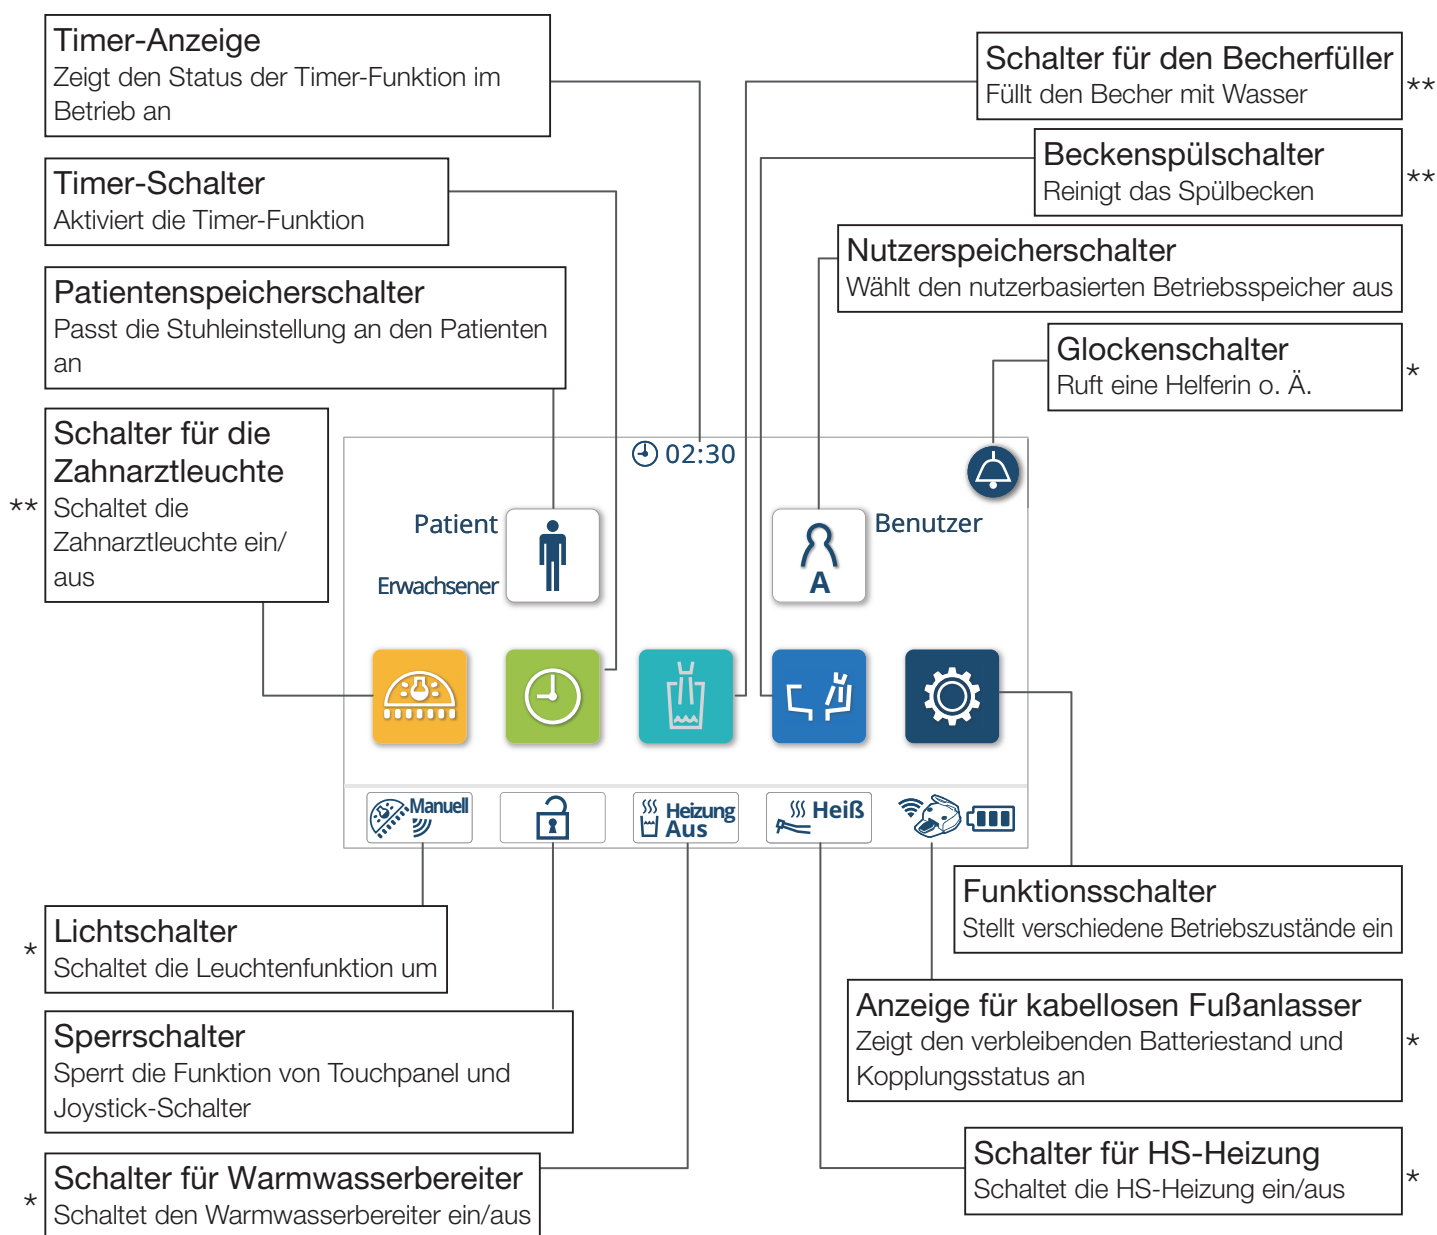 Timer-Anzeige
Zeigt den Status der Timer-Funktion im
Betrieb an
Timer-Schalter
Aktiviert die Timer-Funktion
Patientenspeicherschalter
Passt die Stuhleinstellung an den Patienten
an
Schalter für die
Zahnarztleuchte
** Schaltet die
Zahnarztleuchte ein/
aus
Schalter für den Becherfüller
Füllt den Becher mit Wasser
**
Beckenspülschalter
Reinigt das Spülbecken
**
Nutzerspeicherschalter
Wählt den nutzerbasierten Betriebsspeicher aus
Glockenschalter
Ruft eine Helferin o. Ä.
*
02:30
Patient
Erwachsener
A
Benutzer
Manuell
Heizung
Aus
Heiß
* Lichtschalter
Schaltet die Leuchtenfunktion um
Sperrschalter
Sperrt die Funktion von Touchpanel und
Joystick-Schalter
Schalter für Warmwasserbereiter
* Schaltet den Warmwasserbereiter ein/aus
Funktionsschalter
Stellt verschiedene Betriebszustände ein
Anzeige für kabellosen Fußanlasser
Zeigt den verbleibenden Batteriestand und *
Kopplungsstatus an
Schalter für HS-Heizung
Schaltet die HS-Heizung ein/aus *